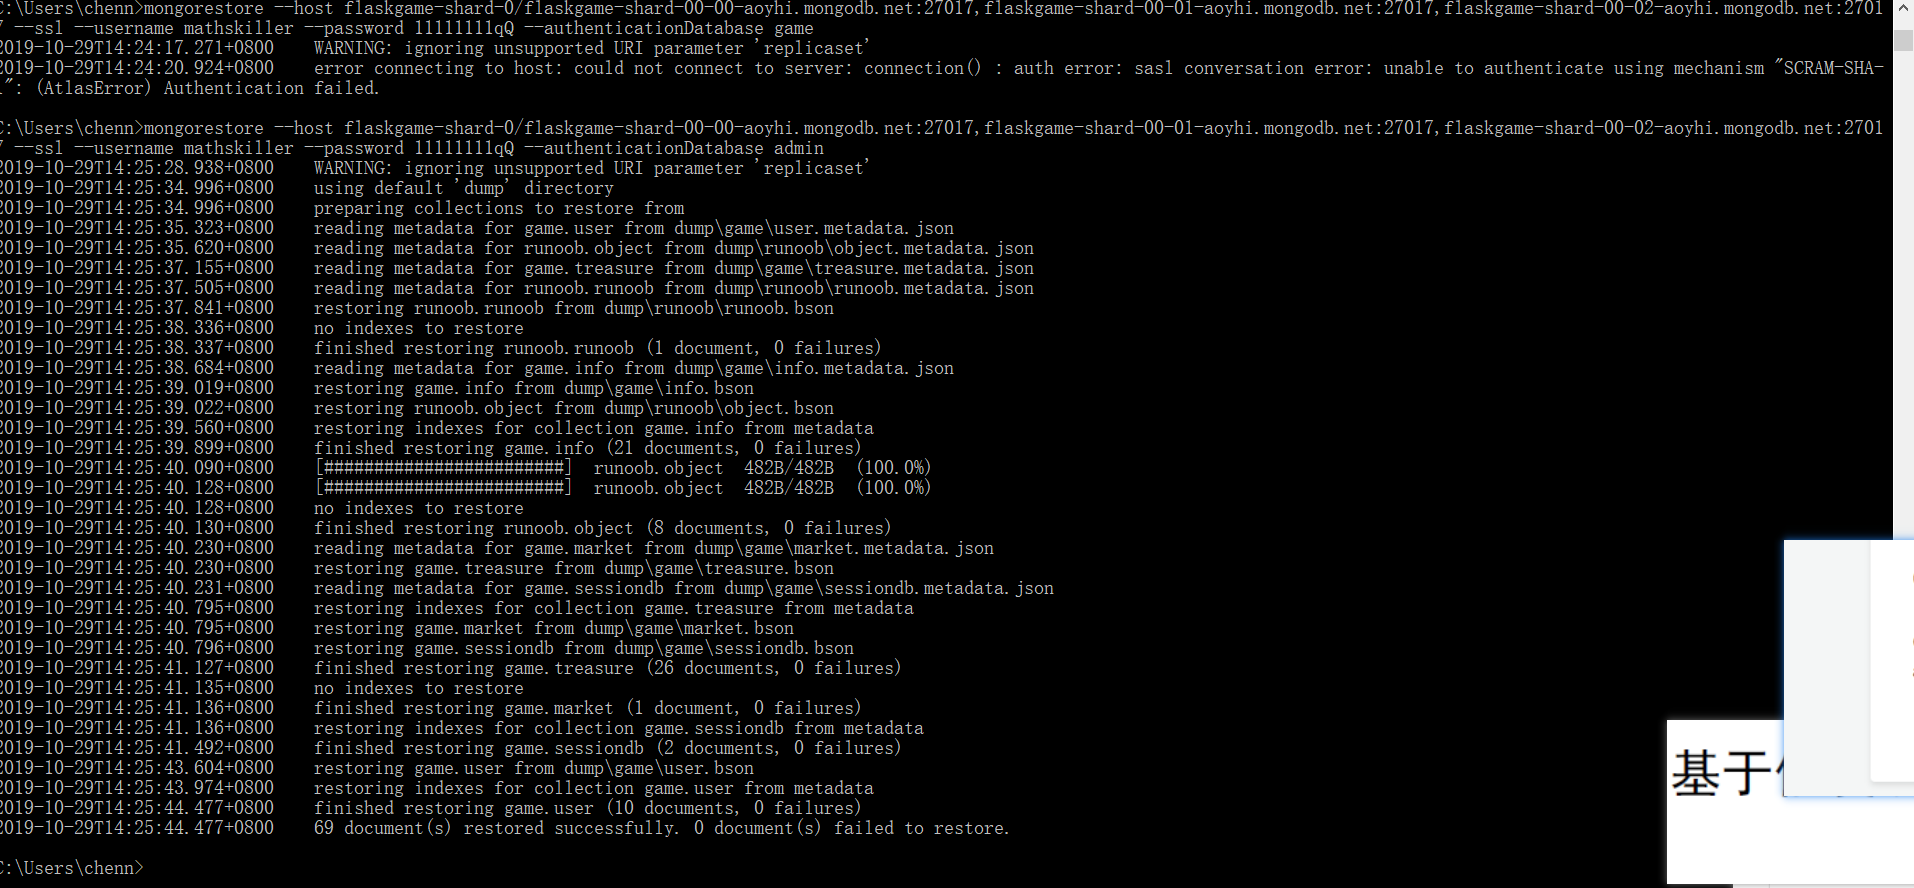 C:\Users\chenn>mongorestore --host flaskgame-shard-0/flaskgame-shard-00-00-aoyhi.mongodb.net:27017,flaskgame-shard-00-01-aoyhi.mongodb.net:27017,flaskgame-shard-00-02-aoyhi.mongodb.net:2701
 --ssl --username mathskiller --password 11111111qQ --authenticationDatabase game
2019-10-29T14:24:17.271+0800    WARNING: ignoring unsupported URI parameter 'replicaset'
2019-10-29T14:24:20.924+0800    error connecting to host: could not connect to server: connection() : auth error: sasl conversation error: unable to authenticate using mechanism "SCRAM-SHA-
1": (AtlasError) Authentication failed.
C:\Users\chenn>mongorestore --host flaskgame-shard-0/flaskgame-shard-00-00-aoyhi.mongodb.net:27017,flaskgame-shard-00-01-aoyhi.mongodb.net:27017,flaskgame-shard-00-02-aoyhi.mongodb.net:2701
7 --ssl --username mathskiller --password 11111111qQ --authenticationDatabase admin
2019-10-29T14:25:28.938+0800    WARNING: ignoring unsupported URI parameter 'replicaset'
2019-10-29T14:25:34.996+0800    using default 'dump' directory
2019-10-29T14:25:34.996+0800    preparing collections to restore from
2019-10-29T14:25:35.323+0800    reading metadata for game.user from dump\game\user.metadata.json
2019-10-29T14:25:35.620+0800    reading metadata for runoob.object from dump\runoob\object.metadata.json
2019-10-29T14:25:37.155+0800    reading metadata for game.treasure from dump\game\treasure.metadata.json
2019-10-29T14:25:37.505+0800    reading metadata for runoob.runoob from dump\runoob\runoob.metadata.json
2019-10-29T14:25:37.841+0800    restoring runoob.runoob from dump\runoob\runoob.bson
2019-10-29T14:25:38.336+0800    no indexes to restore
2019-10-29T14:25:38.337+0800    finished restoring runoob.runoob (1 document, 0 failures)
2019-10-29T14:25:38.684+0800    reading metadata for game.info from dump\game\info.metadata.json
2019-10-29T14:25:39.019+0800    restoring game.info from dump\game\info.bson
2019-10-29T14:25:39.022+0800    restoring runoob.object from dump\runoob\object.bson
2019-10-29T14:25:39.560+0800    restoring indexes for collection game.info from metadata
2019-10-29T14:25:39.899+0800    finished restoring game.info (21 documents, 0 failures)
2019-10-29T14:25:40.090+0800    [########################]  runoob.object  482B/482B  (100.0%)
2019-10-29T14:25:40.128+0800    [########################]  runoob.object  482B/482B  (100.0%)
2019-10-29T14:25:40.128+0800    no indexes to restore
2019-10-29T14:25:40.130+0800    finished restoring runoob.object (8 documents, 0 failures)
2019-10-29T14:25:40.230+0800    reading metadata for game.market from dump\game\market.metadata.json
2019-10-29T14:25:40.230+0800    restoring game.treasure from dump\game\treasure.bson
2019-10-29T14:25:40.231+0800    reading metadata for game.sessiondb from dump\game\sessiondb.metadata.json
2019-10-29T14:25:40.795+0800    restoring indexes for collection game.treasure from metadata
2019-10-29T14:25:40.795+0800    restoring game.market from dump\game\market.bson
2019-10-29T14:25:40.796+0800    restoring game.sessiondb from dump\game\sessiondb.bson
2019-10-29T14:25:41.127+0800    finished restoring game.treasure (26 documents, 0 failures)
2019-10-29T14:25:41.135+0800    no indexes to restore
2019-10-29T14:25:41.136+0800    finished restoring game.market (1 document, 0 failures)
2019-10-29T14:25:41.136+0800    restoring indexes for collection game.sessiondb from metadata
2019-10-29T14:25:41.492+0800    finished restoring game.sessiondb (2 documents, 0 failures)
2019-10-29T14:25:43.604+0800    restoring game.user from dump\game\user.bson
2019-10-29T14:25:43.974+0800    restoring indexes for collection game.user from metadata
2019-10-29T14:25:44.477+0800    finished restoring game.user (10 documents, 0 failures)
2019-10-29T14:25:44.477+0800    69 document(s) restored successfully. 0 document(s) failed to restore.
C:\Users\chenn>
基于